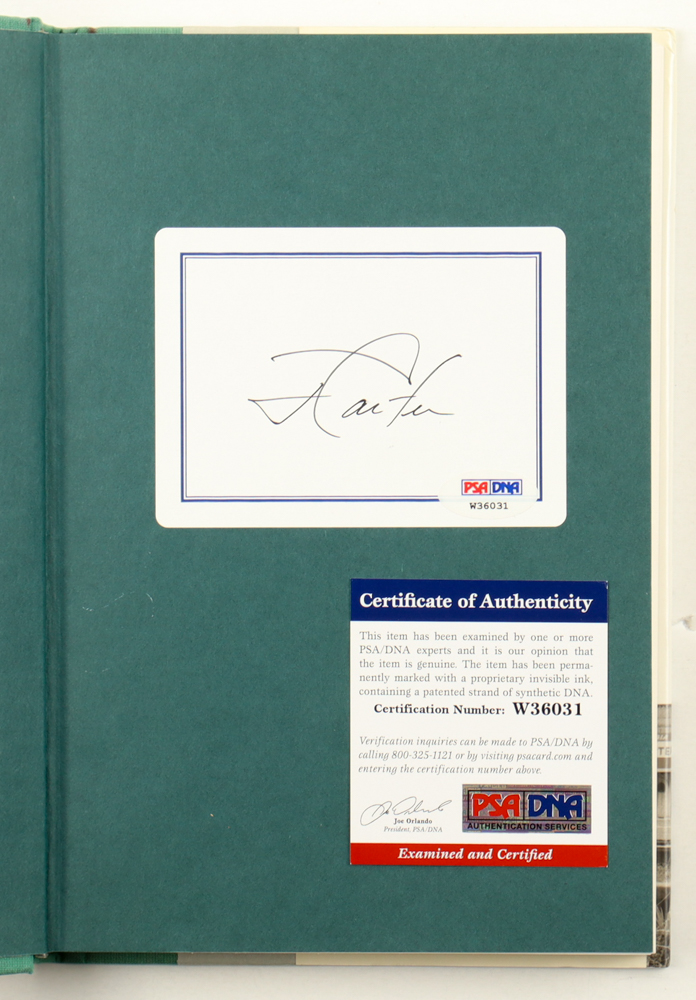 J Carter
PSA DNA
W36031
Certificate of Authenticity
This item has been examined by one or more
PSA/DNA experts and it is our opinion that
the item is genuine. The item has been perma-
nently marked with a proprietary invisible ink,
containing a patented strand of synthetic DNA.
Certification Number: W36031
Verification inquiries can be made to PSA/DNA by
calling 800-325-1121 or by visiting psacard.com and
entering the certification number above.
Joe Orlando
President, PSA/DNA
PSA DNA
AUTHENTICATION SERVICES
Examined and Certified